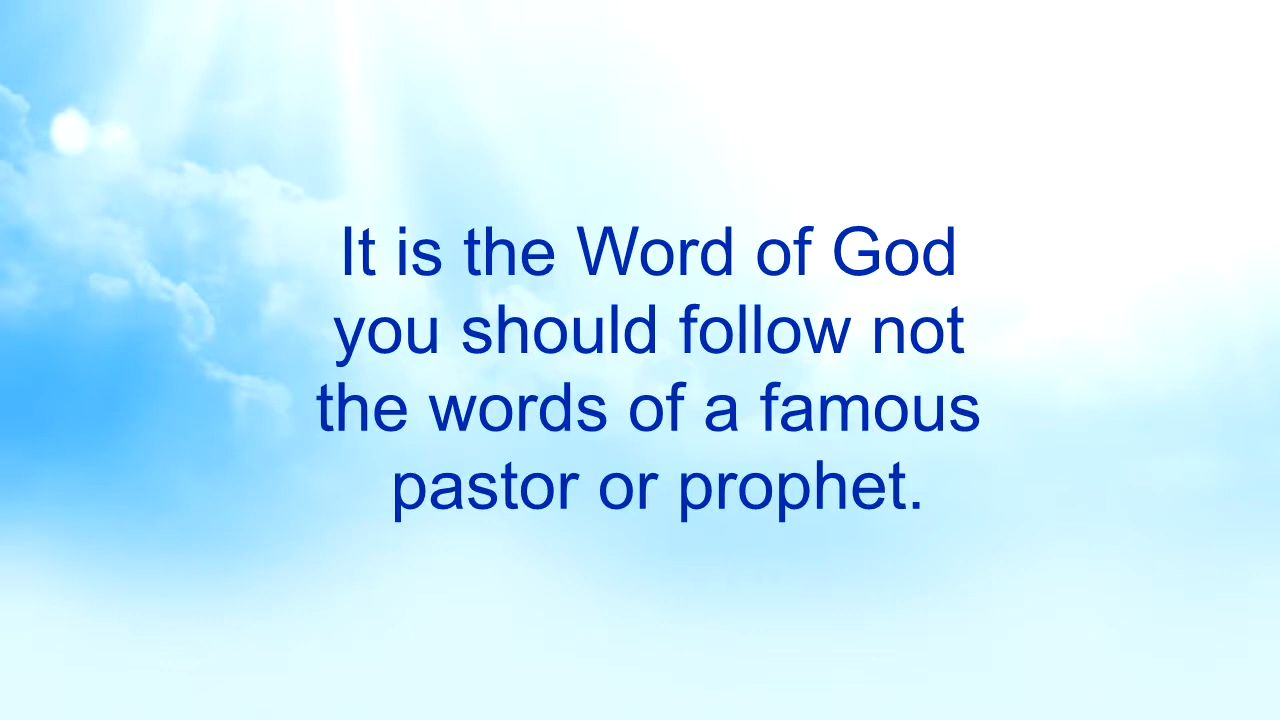 It is the Word of God
you should follow not
the words of a famous
pastor or prophet.